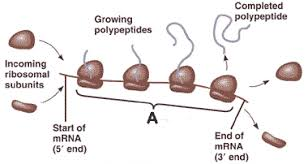 Growing
polypeptides
Completed
polypeptide
Incoming
ribosomal
subunits
A
Start of
mRNA
(5' end)
End of
mRNA
(3' end)